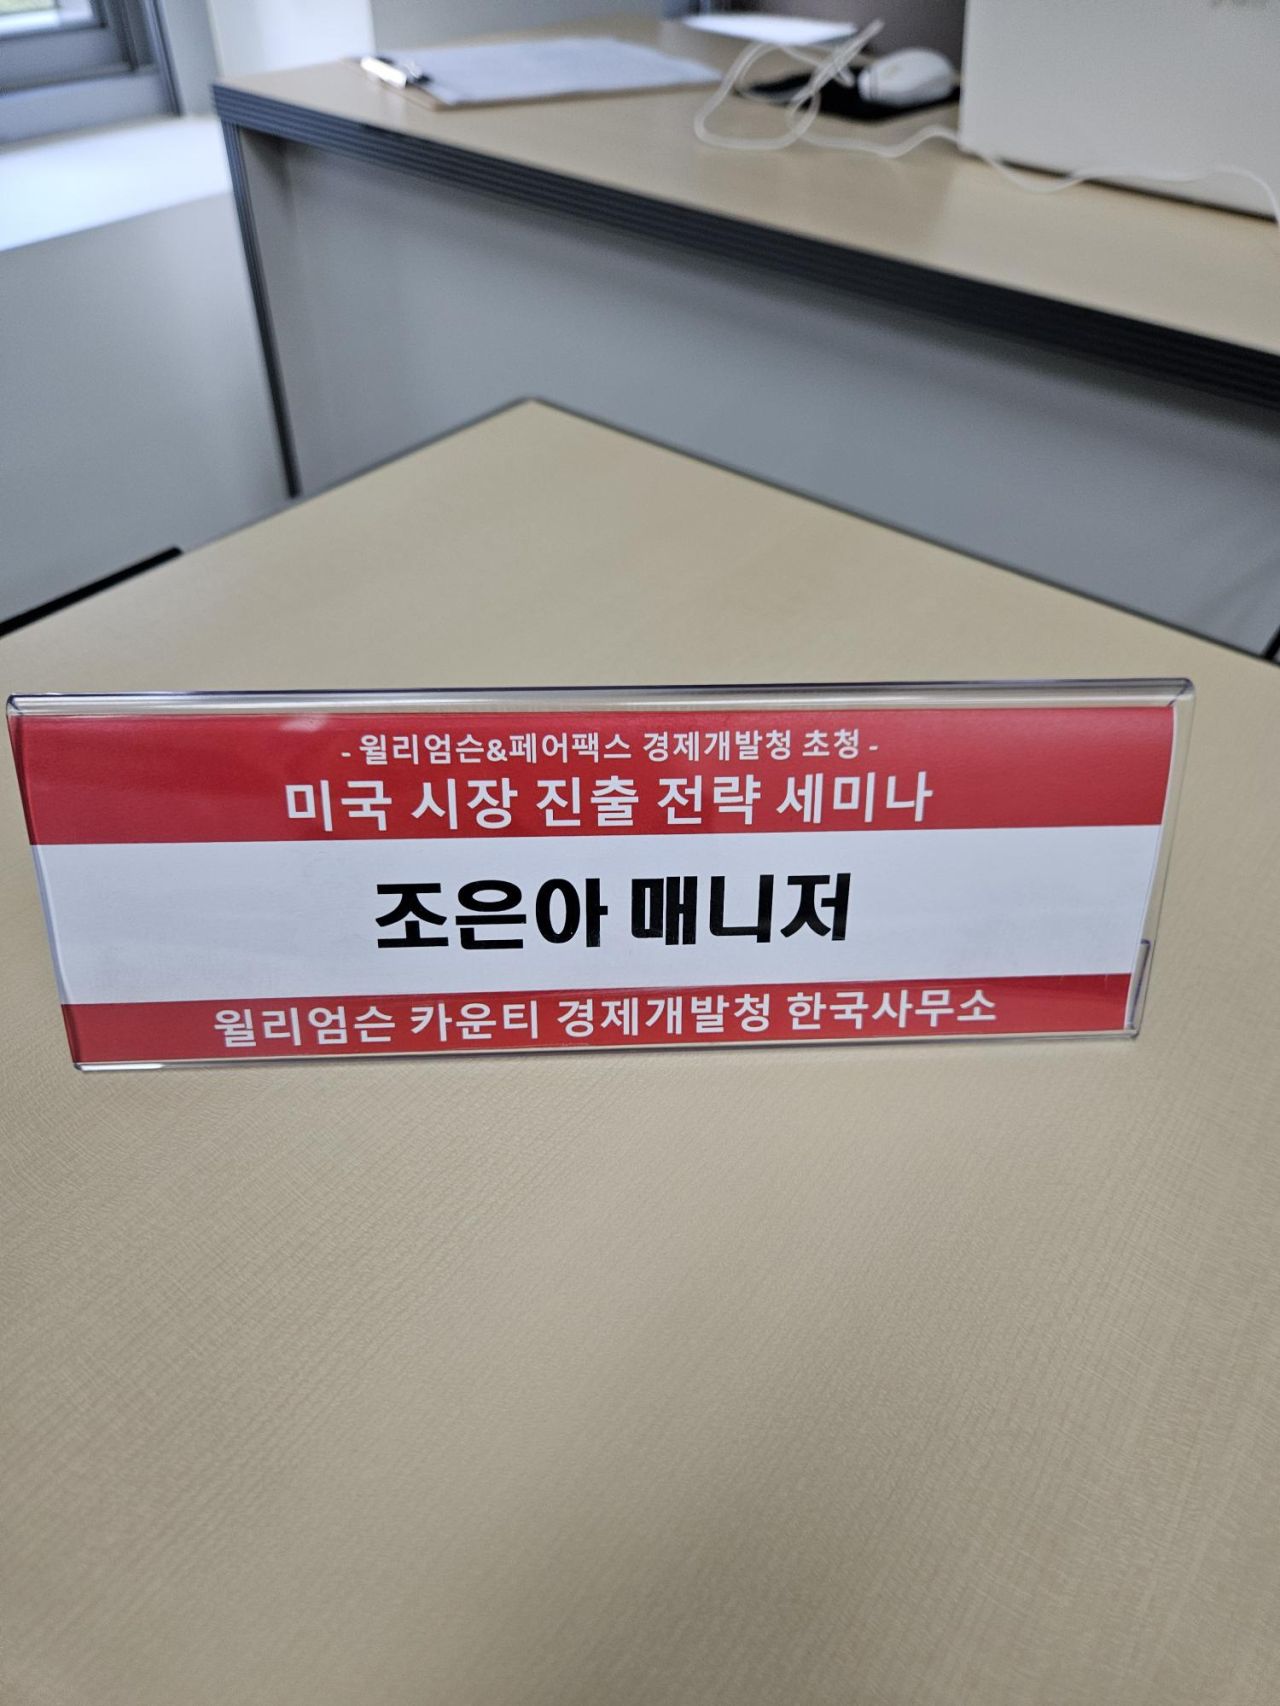 - 윌리엄슨&페어팩스 경제개발청 초청 -
미국 시장 진출 전략 세미나
조은아 매니저
윌리엄슨 카운티 경제개발청 한국사무소